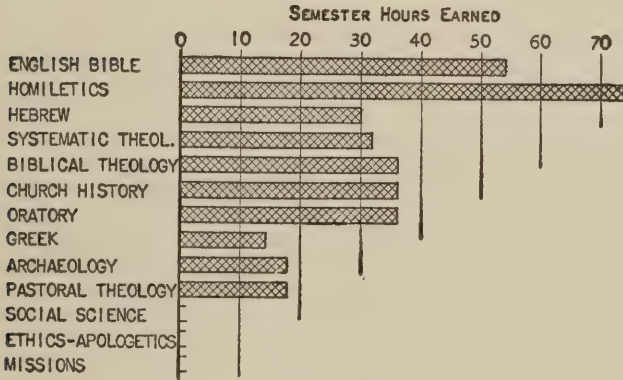 SEMESTER HOURS EARNED
0 10 20 30 40 50 60 70
ENGLISH BIBLE
HOMILETICS
HEBREW
SYSTEMATIC THEOL.
BIBLICAL THEOLOGY
CHURCH HISTORY
ORATORY
GREEK
ARCHAEOLOGY
PASTORAL THEOLOGY
SOCIAL SCIENCE
ETHICS-APOLOGETICS
MISSIONS